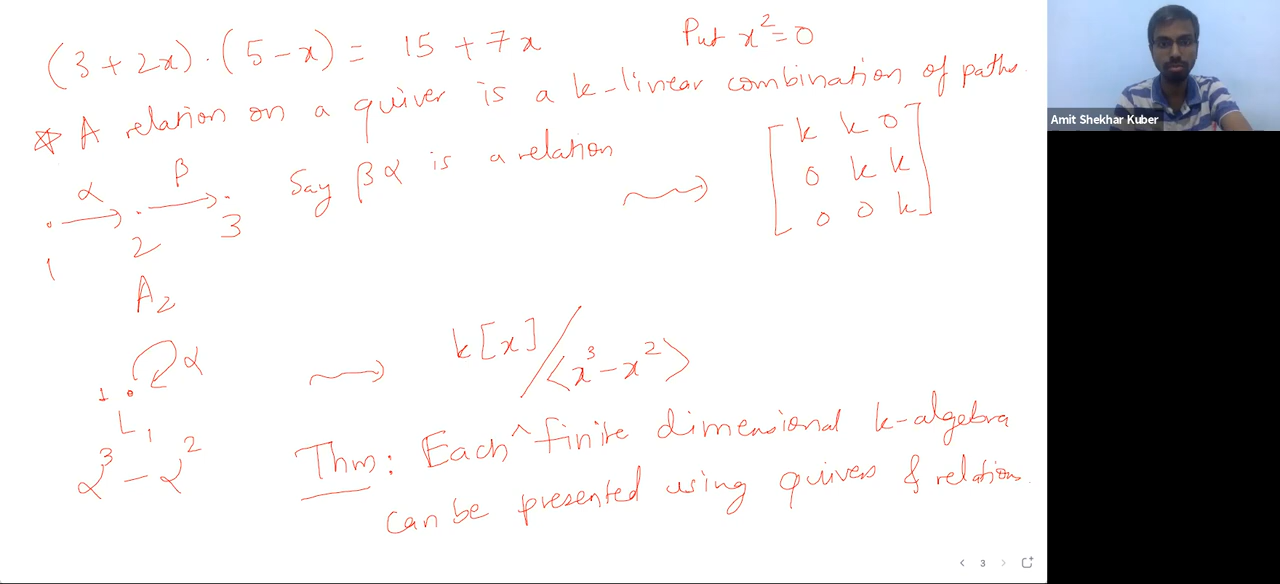 (3 + 2x) · (5 - x) = 15 + 7x Put x² = 0
* A relation on a quiver is a k-linear combination of paths.
1 α 2 β 3 Say βα is a relation
[ k k 0
0 k k
0 0 k ]
A₂
1 α k[x] / <x³ - x²>
L₁
α³ - α²
Thm: Each ^ finite dimensional k-algebra
can be presented using quivers & relations.
Amit Shekhar Kuber
< 3 >